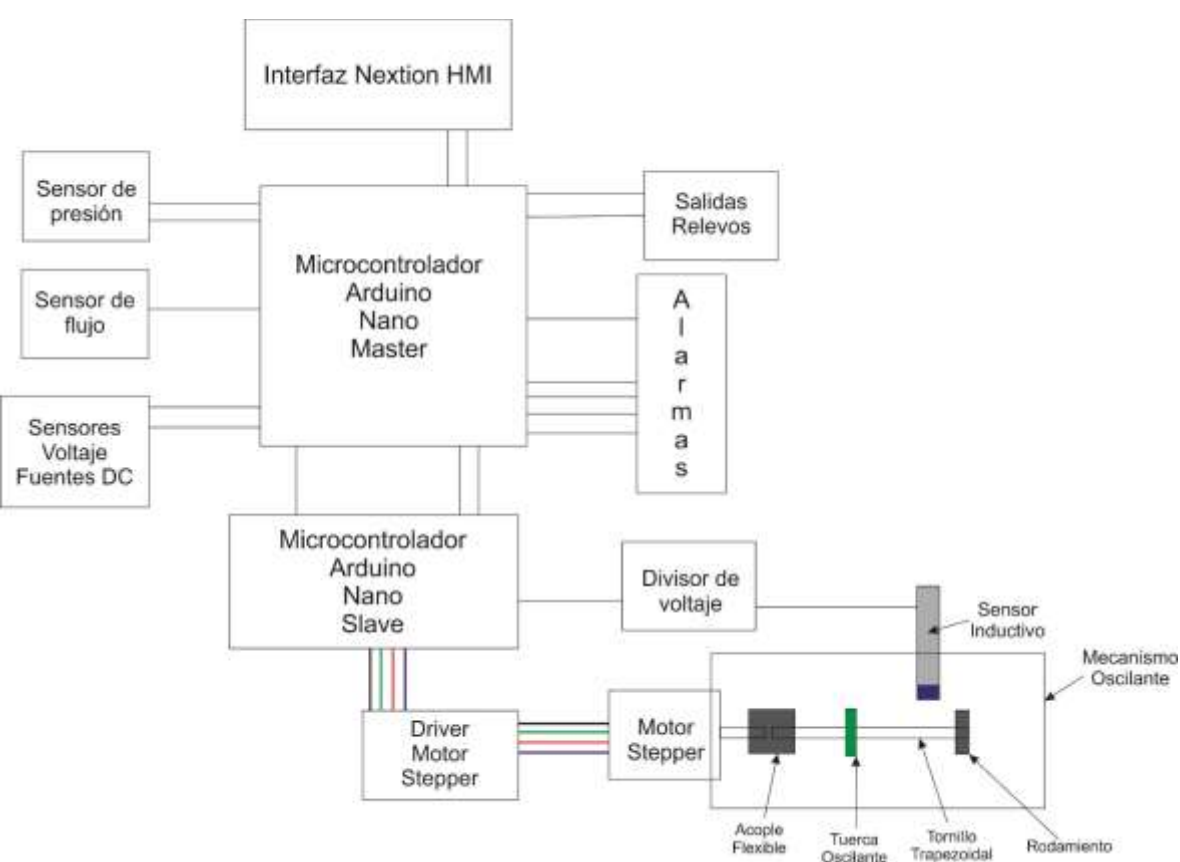 Interfaz Nextion HMI
Sensor de
presión
Salidas
Relevos
Microcontrolador
Arduino
Nano
Master
Sensor de
flujo
A
l
a
r
m
a
s
Sensores
Voltaje
Fuentes DC
Microcontrolador
Arduino
Nano
Slave
Divisor de
voltaje
Sensor
Inductivo
Mecanismo
Oscilante
Driver
Motor
Stepper
Motor
Stepper
Acople
Flexible
Tuerca
Oscilante
Tornillo
Trapezoidal
Rodamiento